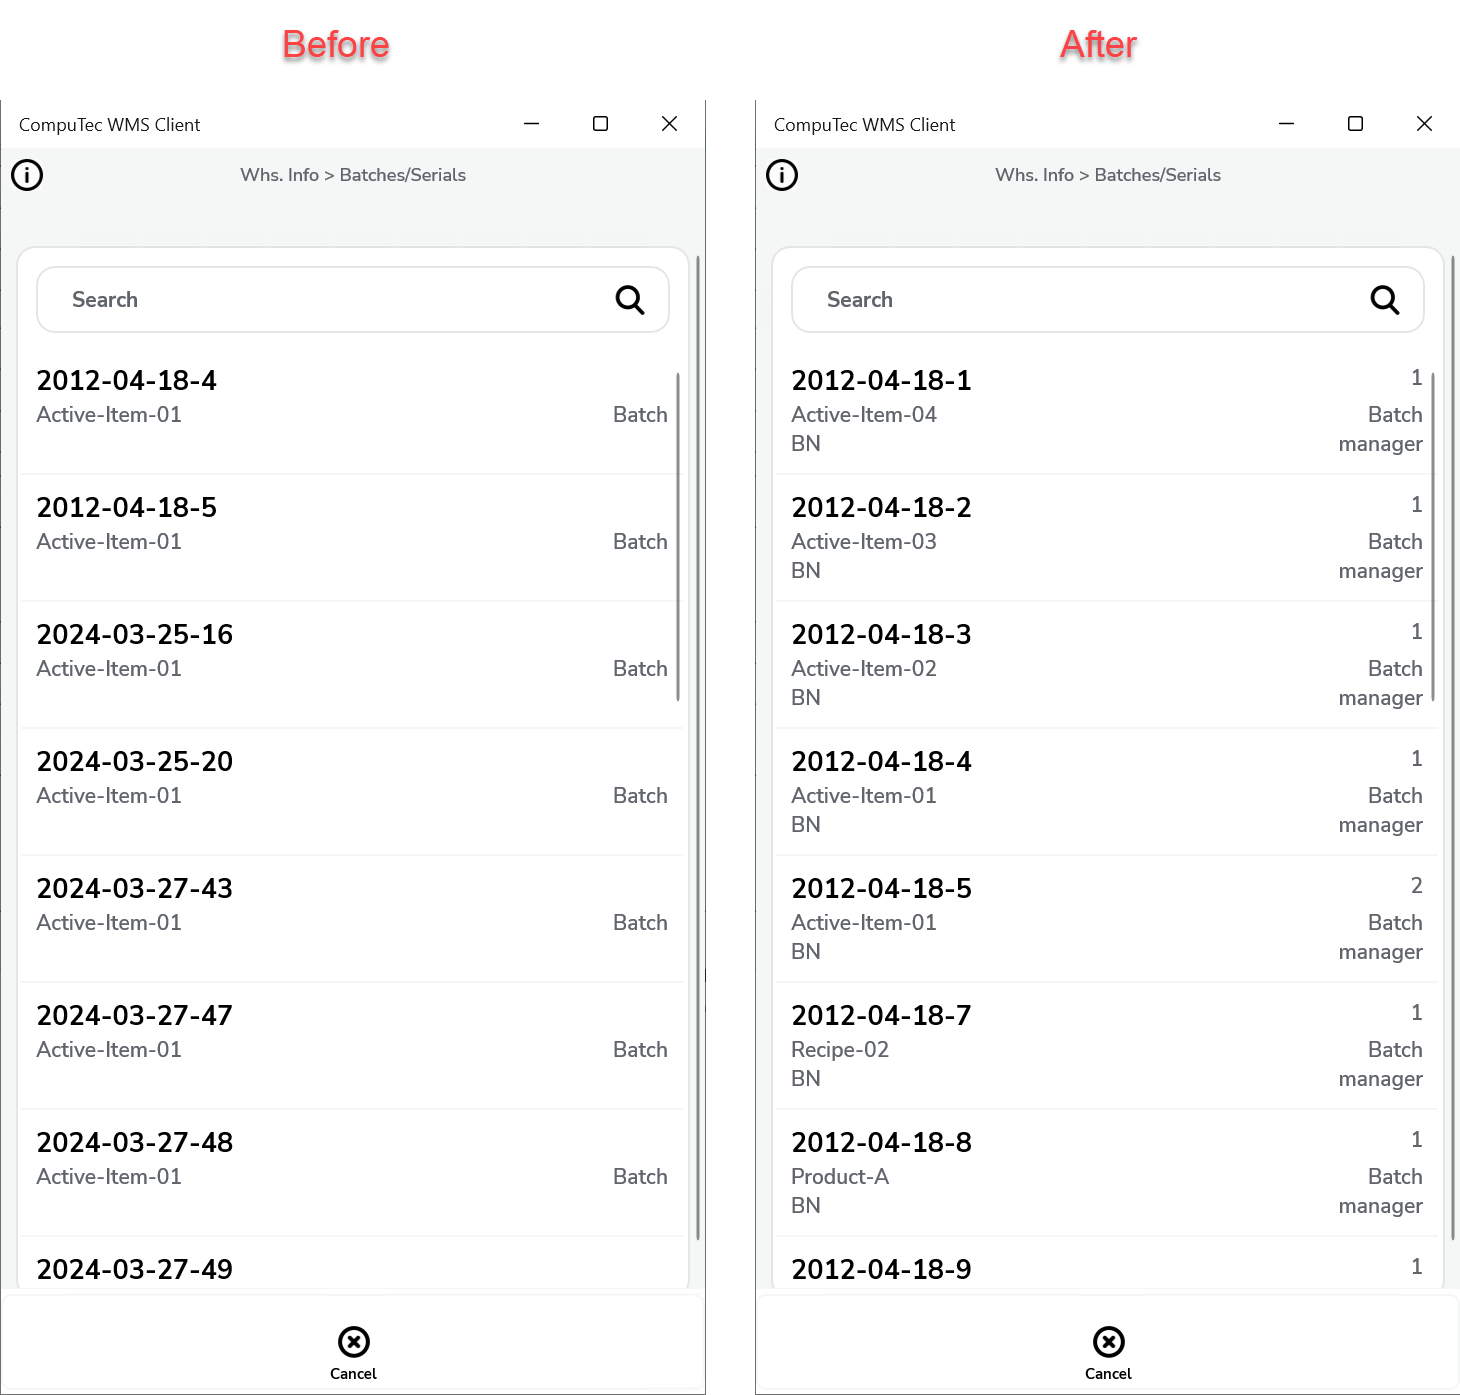 Before
CompuTec WMS Client
Whs. Info > Batches/Serials
Search
2012-04-18-4
Active-Item-01 Batch
2012-04-18-5
Active-Item-01 Batch
2024-03-25-16
Active-Item-01 Batch
2024-03-25-20
Active-Item-01 Batch
2024-03-27-43
Active-Item-01 Batch
2024-03-27-47
Active-Item-01 Batch
2024-03-27-48
Active-Item-01 Batch
2024-03-27-49
Cancel
After
CompuTec WMS Client
Whs. Info > Batches/Serials
Search
2012-04-18-1 1
Active-Item-04 Batch
BN manager
2012-04-18-2 1
Active-Item-03 Batch
BN manager
2012-04-18-3 1
Active-Item-02 Batch
BN manager
2012-04-18-4 1
Active-Item-01 Batch
BN manager
2012-04-18-5 2
Active-Item-01 Batch
BN manager
2012-04-18-7 1
Recipe-02 Batch
BN manager
2012-04-18-8 1
Product-A Batch
BN manager
2012-04-18-9 1
Cancel